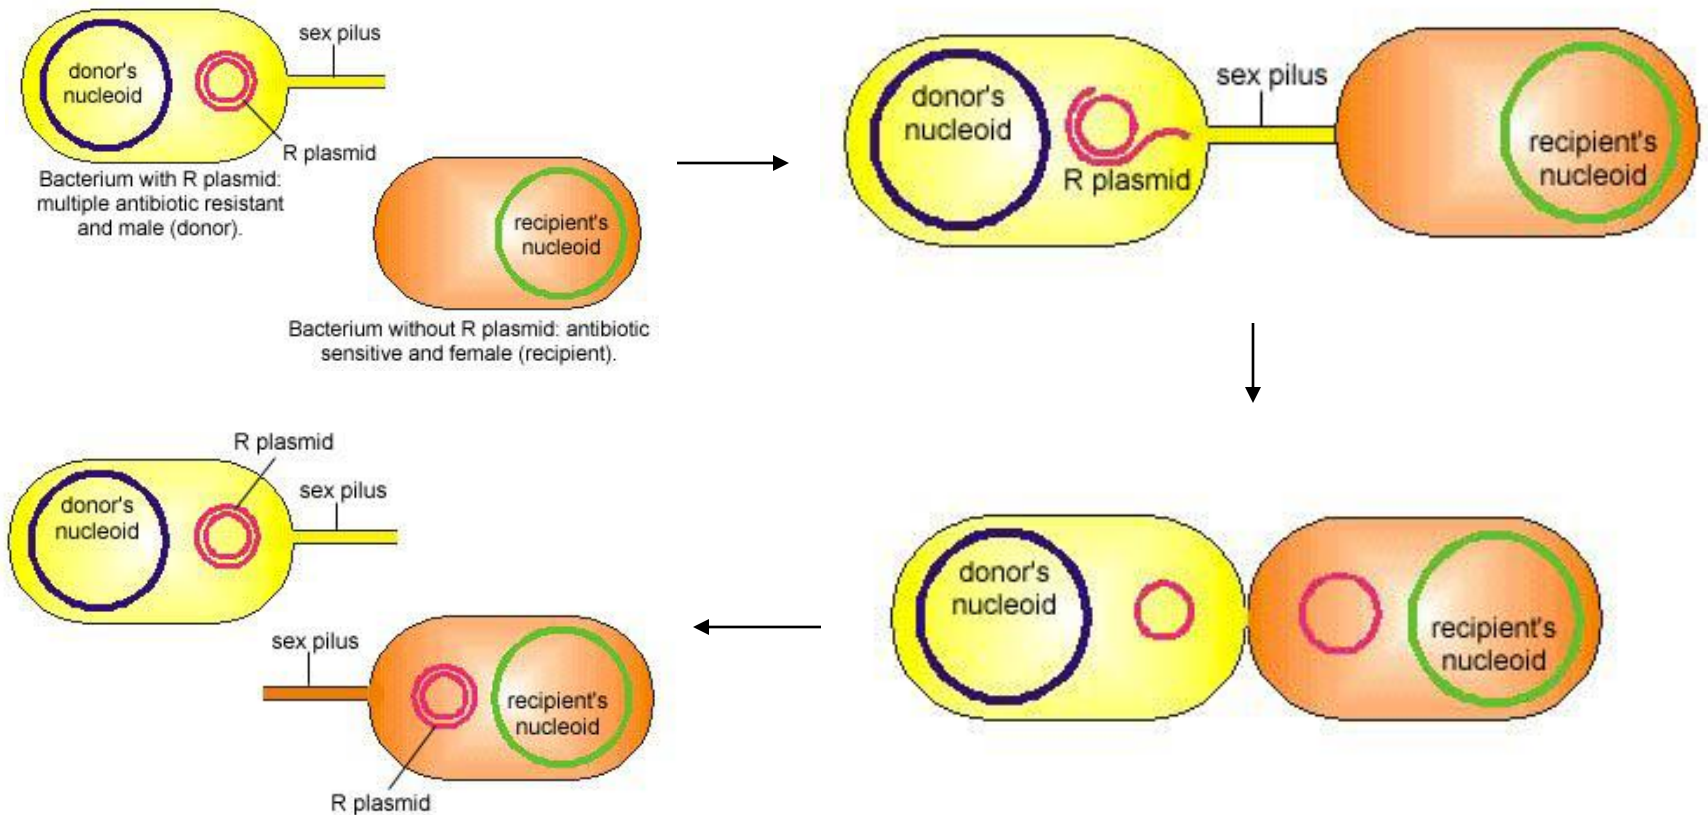 donor's
nucleoid
sex pilus
R plasmid
Bacterium with R plasmid:
multiple antibiotic resistant
and male (donor).
recipient's
nucleoid
Bacterium without R plasmid: antibiotic
sensitive and female (recipient).
donor's
nucleoid
R plasmid
sex pilus
recipient's
nucleoid
donor's
nucleoid
recipient's
nucleoid
R plasmid
donor's
nucleoid
sex pilus
sex pilus
recipient's
nucleoid
R plasmid